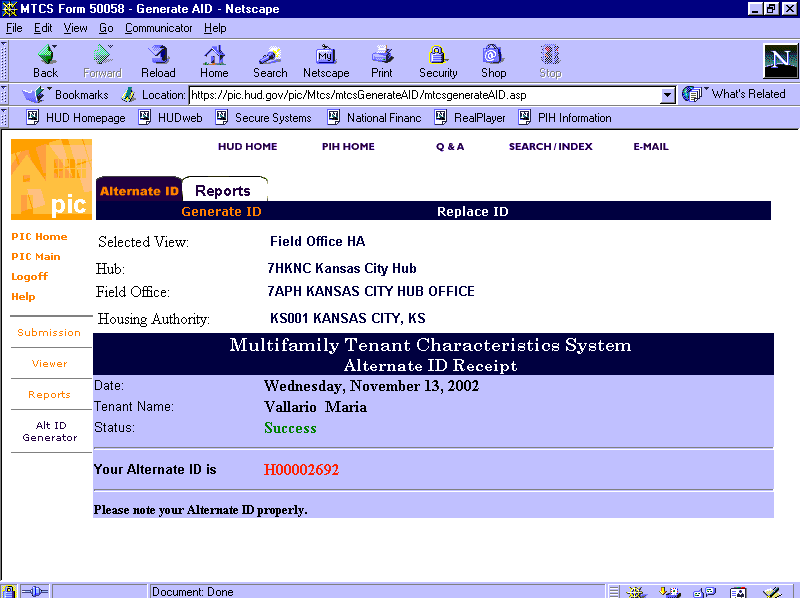 MTCS Form 50058 - Generate AID - Netscape
File Edit View Go Communicator Help
My
N
Back Forward Reload Home Search Netscape Print Security Shop Stop
Bookmarks Location: https://pic.hud.gov/pic/Mtcs/mtcsGenerateAID/mtcsgenerateAID.asp What's Related
HUD Homepage HUDweb Secure Systems National Financ RealPlayer PIH Information
HUD HOME PIH HOME Q & A SEARCH / INDEX E-MAIL
pic
Alternate ID Reports
Generate ID Replace ID
PIC Home
PIC Main
Logoff
Help
Submission
Viewer
Reports
Alt ID
Generator
Selected View: Field Office HA
Hub: 7HKNC Kansas City Hub
Field Office: 7APH KANSAS CITY HUB OFFICE
Housing Authority: KS001 KANSAS CITY, KS
Multifamily Tenant Characteristics System
Alternate ID Receipt
Date: Wednesday, November 13, 2002
Tenant Name: Vallario Maria
Status: Success
Your Alternate ID is H00002692
Please note your Alternate ID properly.
Document: Done